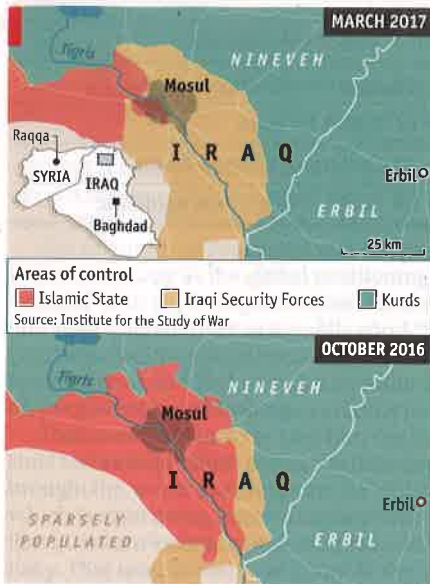 MARCH 2017
Tigris
NINEVEH
Mosul
I R A Q
Raqqa
SYRIA
IRAQ
Baghdad
Erbil
ERBIL
25 km
Areas of control
Islamic State
Iraqi Security Forces
Kurds
Source: Institute for the Study of War
OCTOBER 2016
Tigris
NINEVEH
Mosul
I R A Q
Erbil
SPARSELY
POPULATED
ERBIL